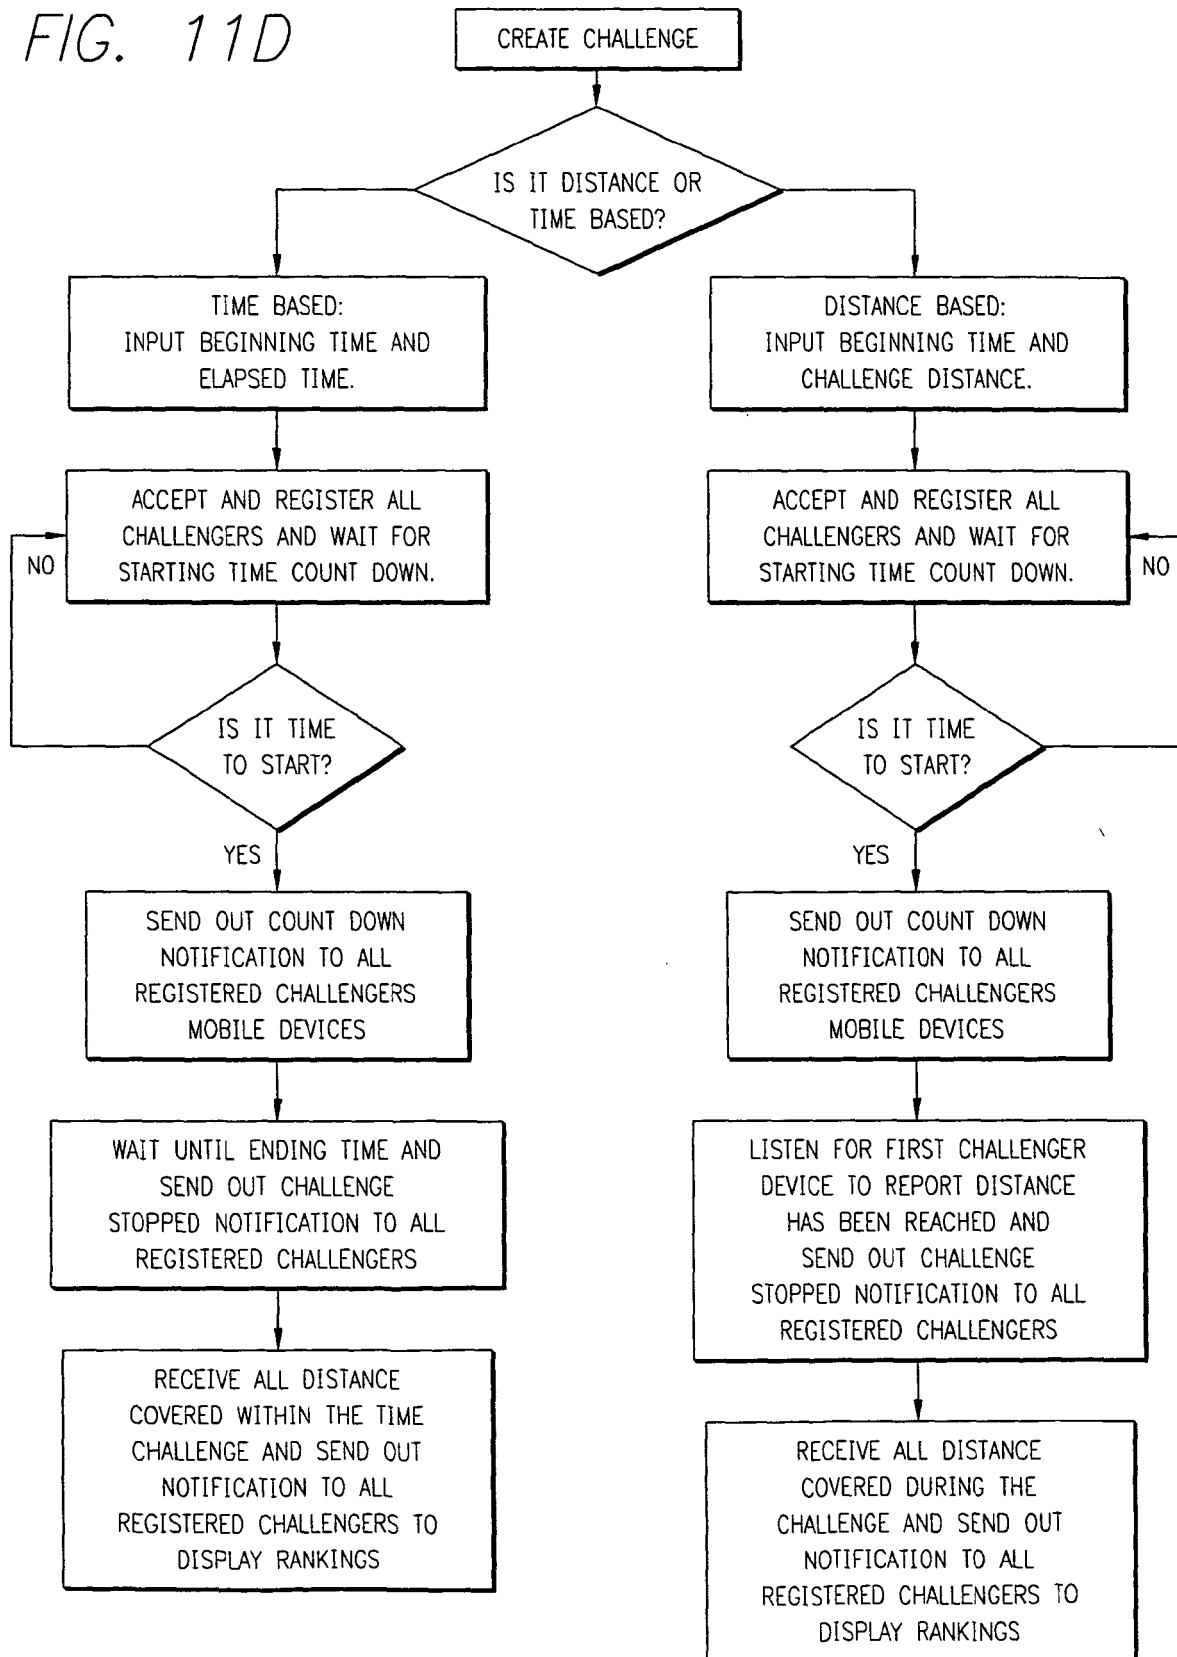 FIG. 11D
CREATE CHALLENGE
IS IT DISTANCE OR
TIME BASED?
TIME BASED:
INPUT BEGINNING TIME AND
ELAPSED TIME.
ACCEPT AND REGISTER ALL
CHALLENGERS AND WAIT FOR
STARTING TIME COUNT DOWN.
NO
IS IT TIME
TO START?
YES
SEND OUT COUNT DOWN
NOTIFICATION TO ALL
REGISTERED CHALLENGERS
MOBILE DEVICES
WAIT UNTIL ENDING TIME AND
SEND OUT CHALLENGE
STOPPED NOTIFICATION TO ALL
REGISTERED CHALLENGERS
RECEIVE ALL DISTANCE
COVERED WITHIN THE TIME
CHALLENGE AND SEND OUT
NOTIFICATION TO ALL
REGISTERED CHALLENGERS TO
DISPLAY RANKINGS
DISTANCE BASED:
INPUT BEGINNING TIME AND
CHALLENGE DISTANCE.
ACCEPT AND REGISTER ALL
CHALLENGERS AND WAIT FOR
STARTING TIME COUNT DOWN.
NO
IS IT TIME
TO START?
YES
SEND OUT COUNT DOWN
NOTIFICATION TO ALL
REGISTERED CHALLENGERS
MOBILE DEVICES
LISTEN FOR FIRST CHALLENGER
DEVICE TO REPORT DISTANCE
HAS BEEN REACHED AND
SEND OUT CHALLENGE
STOPPED NOTIFICATION TO ALL
REGISTERED CHALLENGERS
RECEIVE ALL DISTANCE
COVERED DURING THE
CHALLENGE AND SEND OUT
NOTIFICATION TO ALL
REGISTERED CHALLENGERS TO
DISPLAY RANKINGS